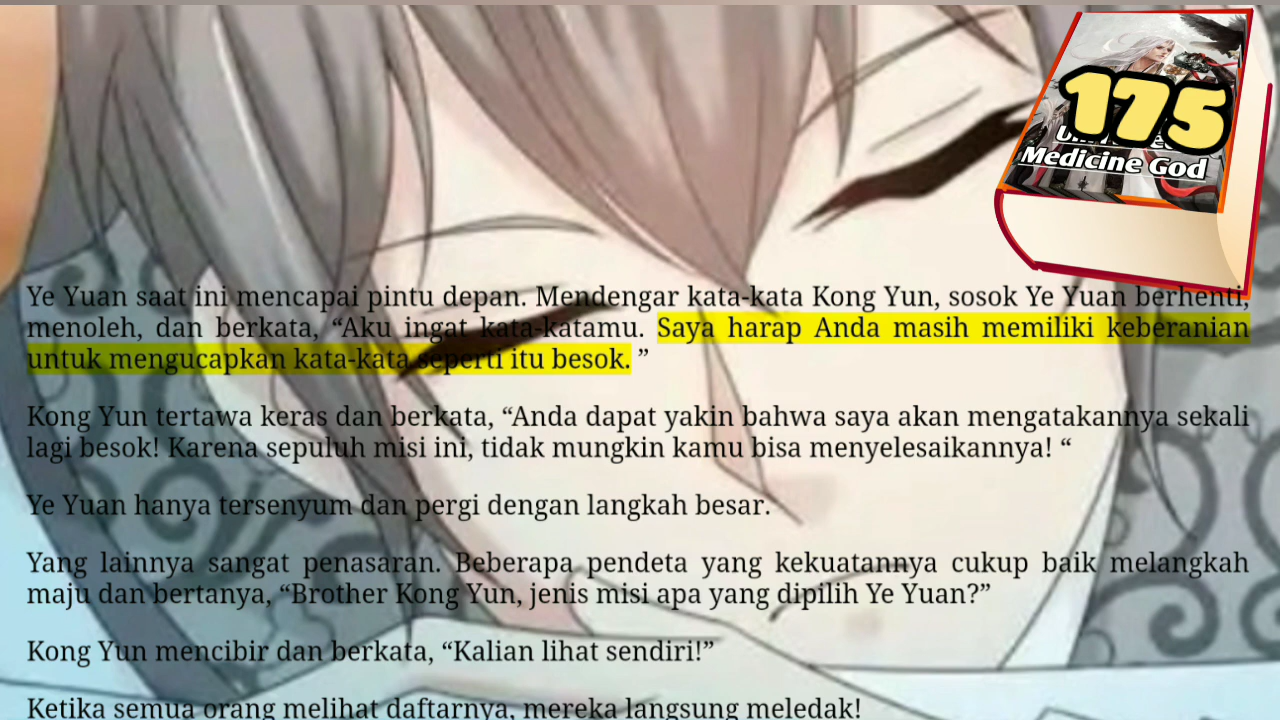 175
Medicine God
Ye Yuan saat ini mencapai pintu depan. Mendengar kata-kata Kong Yun, sosok Ye Yuan berhenti,
menoleh, dan berkata, “Aku ingat kata-katamu. Saya harap Anda masih memiliki keberanian
untuk mengucapkan kata-kata seperti itu besok. ”
Kong Yun tertawa keras dan berkata, “Anda dapat yakin bahwa saya akan mengatakannya sekali
lagi besok! Karena sepuluh misi ini, tidak mungkin kamu bisa menyelesaikannya! “
Ye Yuan hanya tersenyum dan pergi dengan langkah besar.
Yang lainnya sangat penasaran. Beberapa pendeta yang kekuatannya cukup baik melangkah
maju dan bertanya, “Brother Kong Yun, jenis misi apa yang dipilih Ye Yuan?”
Kong Yun mencibir dan berkata, “Kalian lihat sendiri!”
Ketika semua orang melihat daftarnya, mereka langsung meledak!